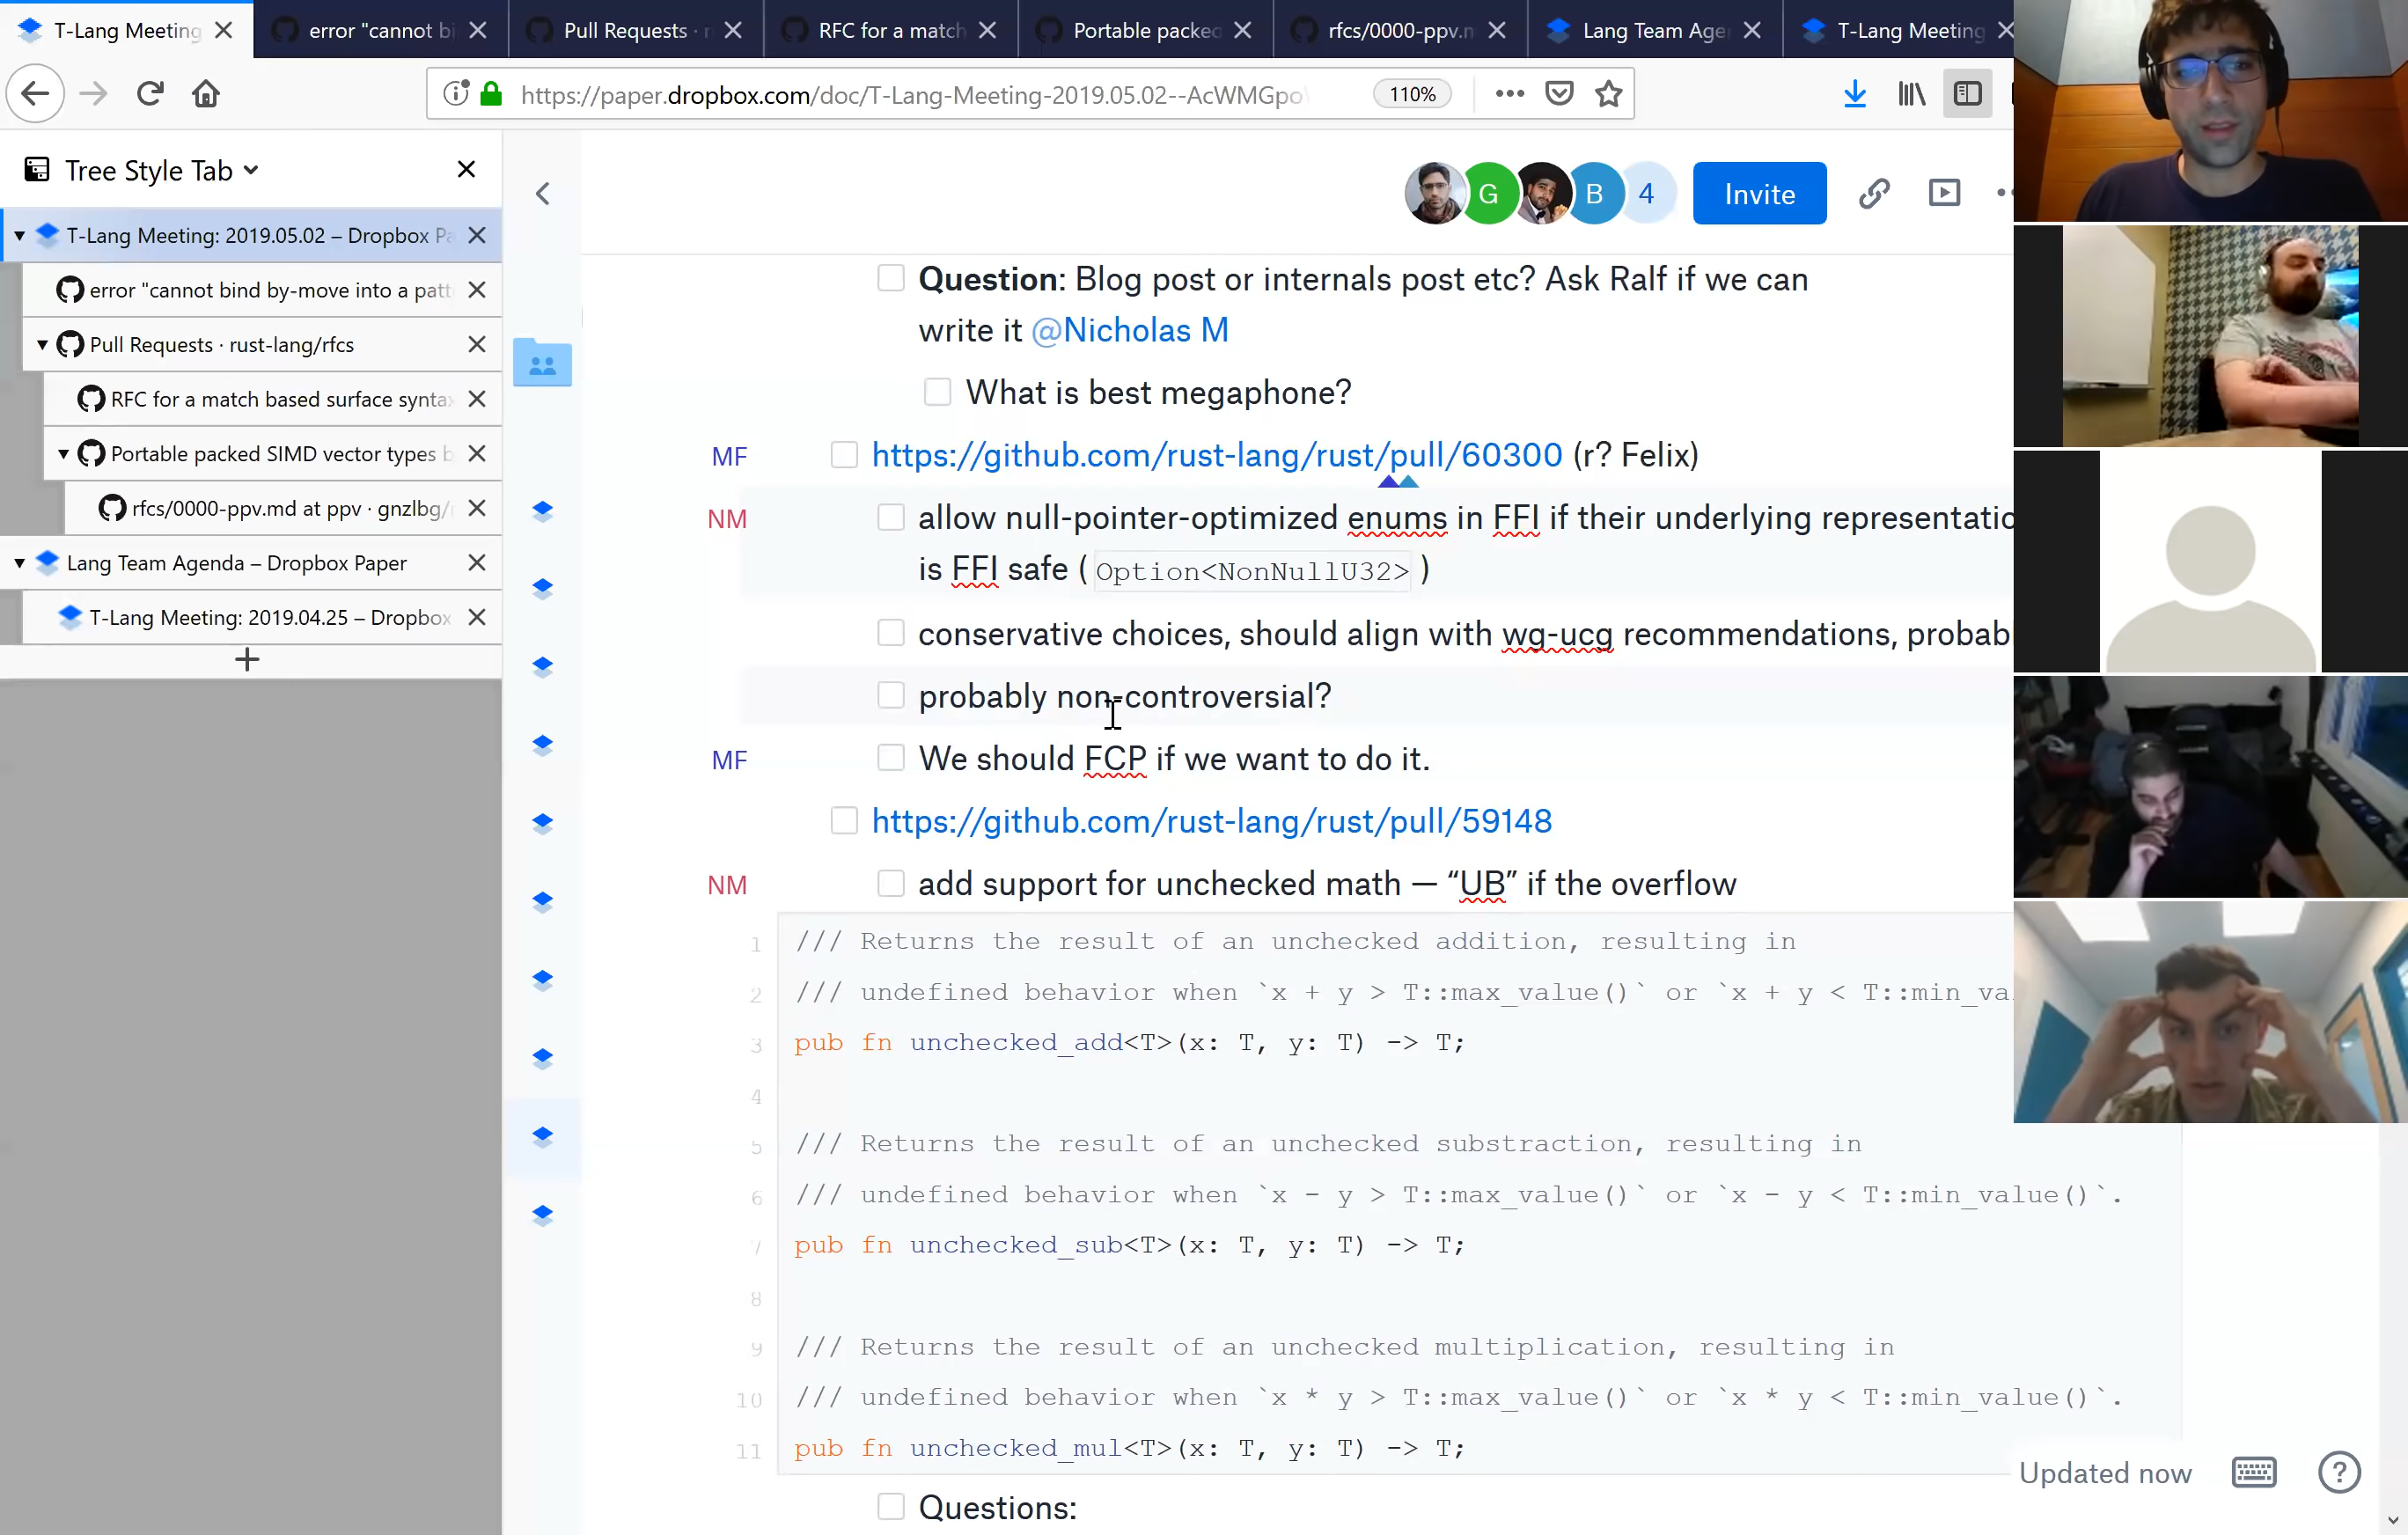 T-Lang Meeting
error "cannot b
Pull Requests ·
RFC for a match
Portable packed
rfcs/0000-ppv.m
Lang Team Age
T-Lang Meeting
https://paper.dropbox.com/doc/T-Lang-Meeting-2019.05.02--AcWMGpo
110%
Tree Style Tab
T-Lang Meeting: 2019.05.02 – Dropbox Pa
error "cannot bind by-move into a patt
Pull Requests · rust-lang/rfcs
RFC for a match based surface syntax
Portable packed SIMD vector types b
rfcs/0000-ppv.md at ppv · gnzlbg/
Lang Team Agenda – Dropbox Paper
T-Lang Meeting: 2019.04.25 – Dropbox
G
B
4
Invite
Question: Blog post or internals post etc? Ask Ralf if we can
write it @Nicholas M
What is best megaphone?
MF https://github.com/rust-lang/rust/pull/60300 (r? Felix)
NM allow null-pointer-optimized enums in FFI if their underlying representatio
is FFI safe ( Option<NonNullU32> )
conservative choices, should align with wg-ucg recommendations, probab
probably non-controversial?
MF We should FCP if we want to do it.
https://github.com/rust-lang/rust/pull/59148
NM add support for unchecked math — “UB” if the overflow
1 /// Returns the result of an unchecked addition, resulting in
2 /// undefined behavior when `x + y > T::max_value()` or `x + y < T::min_va
3 pub fn unchecked_add<T>(x: T, y: T) -> T;
4
5 /// Returns the result of an unchecked substraction, resulting in
6 /// undefined behavior when `x - y > T::max_value()` or `x - y < T::min_value()`.
7 pub fn unchecked_sub<T>(x: T, y: T) -> T;
8
9 /// Returns the result of an unchecked multiplication, resulting in
10 /// undefined behavior when `x * y > T::max_value()` or `x * y < T::min_value()`.
11 pub fn unchecked_mul<T>(x: T, y: T) -> T;
Updated now
Questions: